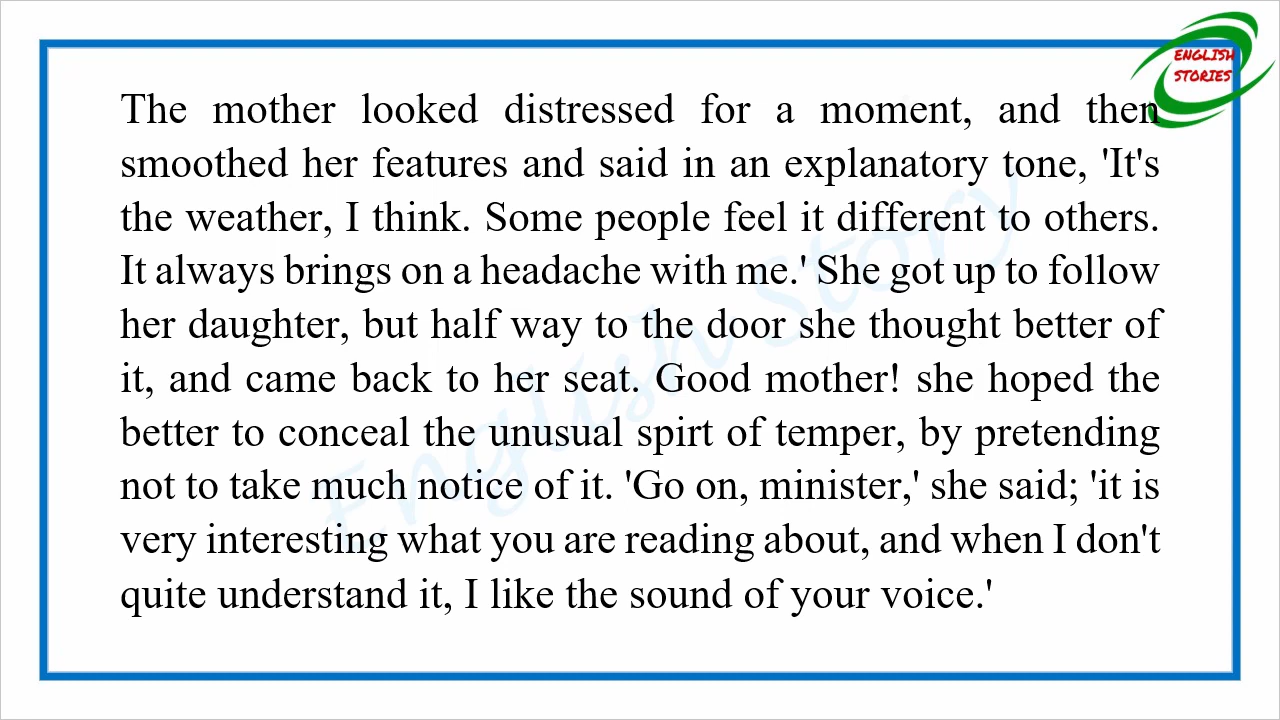 ENGLISH
STORIES
The mother looked distressed for a moment, and then
smoothed her features and said in an explanatory tone, 'It's
the weather, I think. Some people feel it different to others.
It always brings on a headache with me.' She got up to follow
her daughter, but half way to the door she thought better of
it, and came back to her seat. Good mother! she hoped the
better to conceal the unusual spirt of temper, by pretending
not to take much notice of it. 'Go on, minister,' she said; 'it is
very interesting what you are reading about, and when I don't
quite understand it, I like the sound of your voice.'
English Story